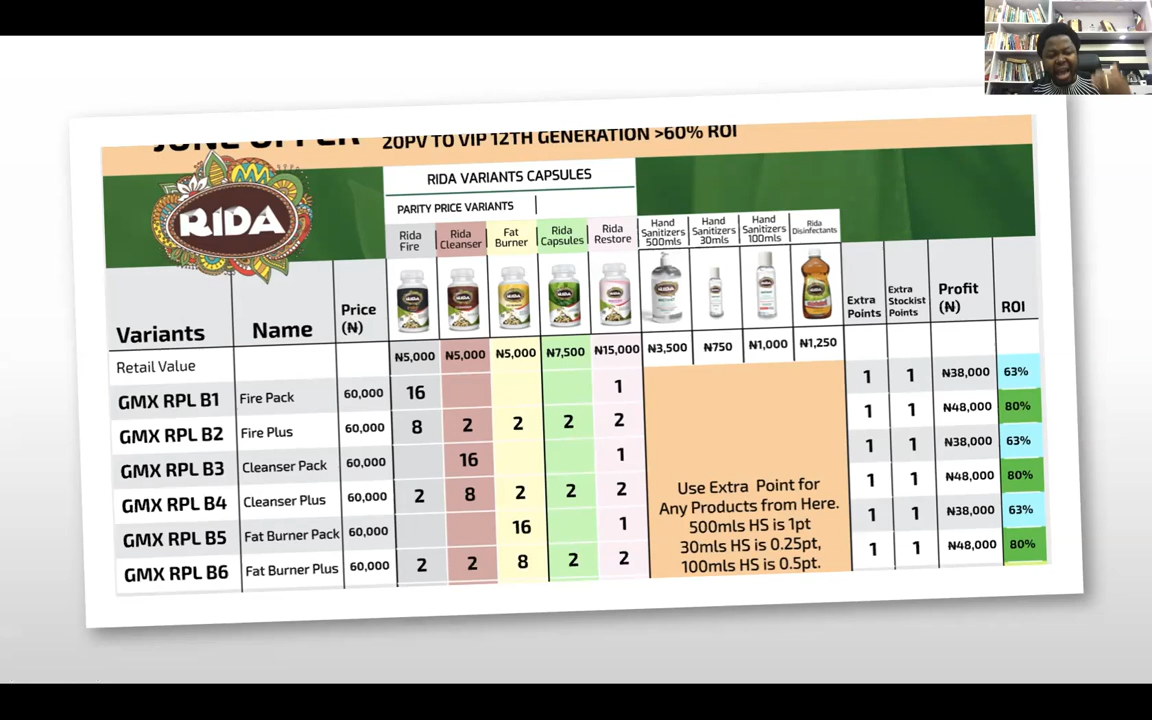 JUNE OFFER 20PV TO VIP 12TH GENERATION >60% ROI
RIDA
RIDA VARIANTS CAPSULES
PARITY PRICE VARIANTS
Variants Name Price (₦) Rida Fire Rida Cleanser Fat Burner Rida Capsules Rida Restore Hand Sanitizers 500mls Hand Sanitizers 30mls Hand Sanitizers 100mls Rida Disinfectants Extra Points Extra Stockist Points Profit (₦) ROI
Retail Value ₦5,000 ₦5,000 ₦5,000 ₦7,500 ₦15,000 ₦3,500 ₦750 ₦1,000 ₦1,250
GMX RPL B1 Fire Pack 60,000 16 1 1 1 ₦38,000 63%
GMX RPL B2 Fire Plus 60,000 8 2 2 2 2 1 1 ₦48,000 80%
GMX RPL B3 Cleanser Pack 60,000 16 1 1 1 ₦38,000 63%
GMX RPL B4 Cleanser Plus 60,000 2 8 2 2 2 1 1 ₦48,000 80%
GMX RPL B5 Fat Burner Pack 60,000 16 1 1 1 ₦38,000 63%
GMX RPL B6 Fat Burner Plus 60,000 2 2 8 2 2 1 1 ₦48,000 80%
Use Extra Point for
Any Products from Here.
500mls HS is 1pt
30mls HS is 0.25pt,
100mls HS is 0.5pt.